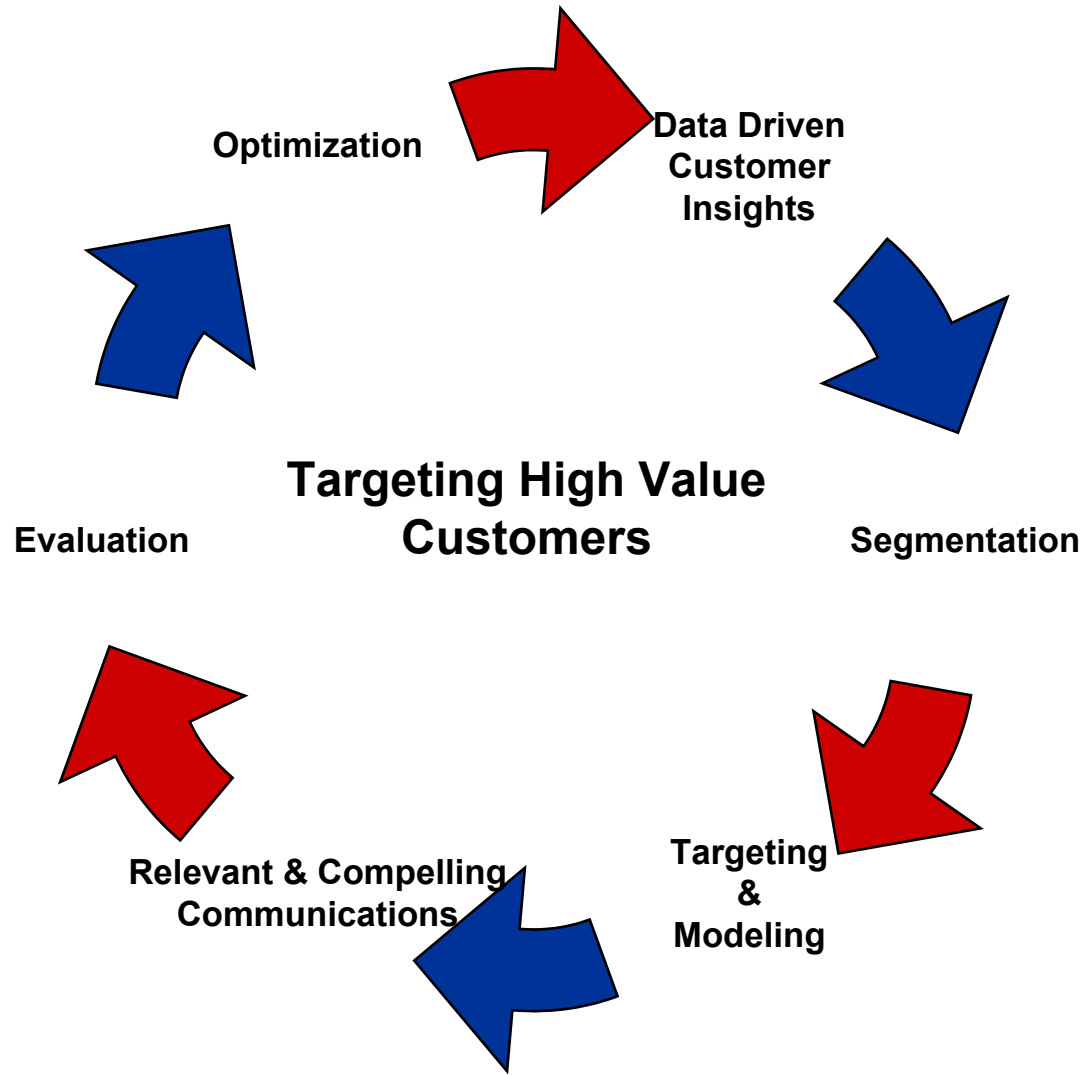 Optimization
Data Driven
Customer
Insights
Targeting High Value
Customers
Evaluation
Segmentation
Relevant & Compelling
Communications
Targeting
&
Modeling